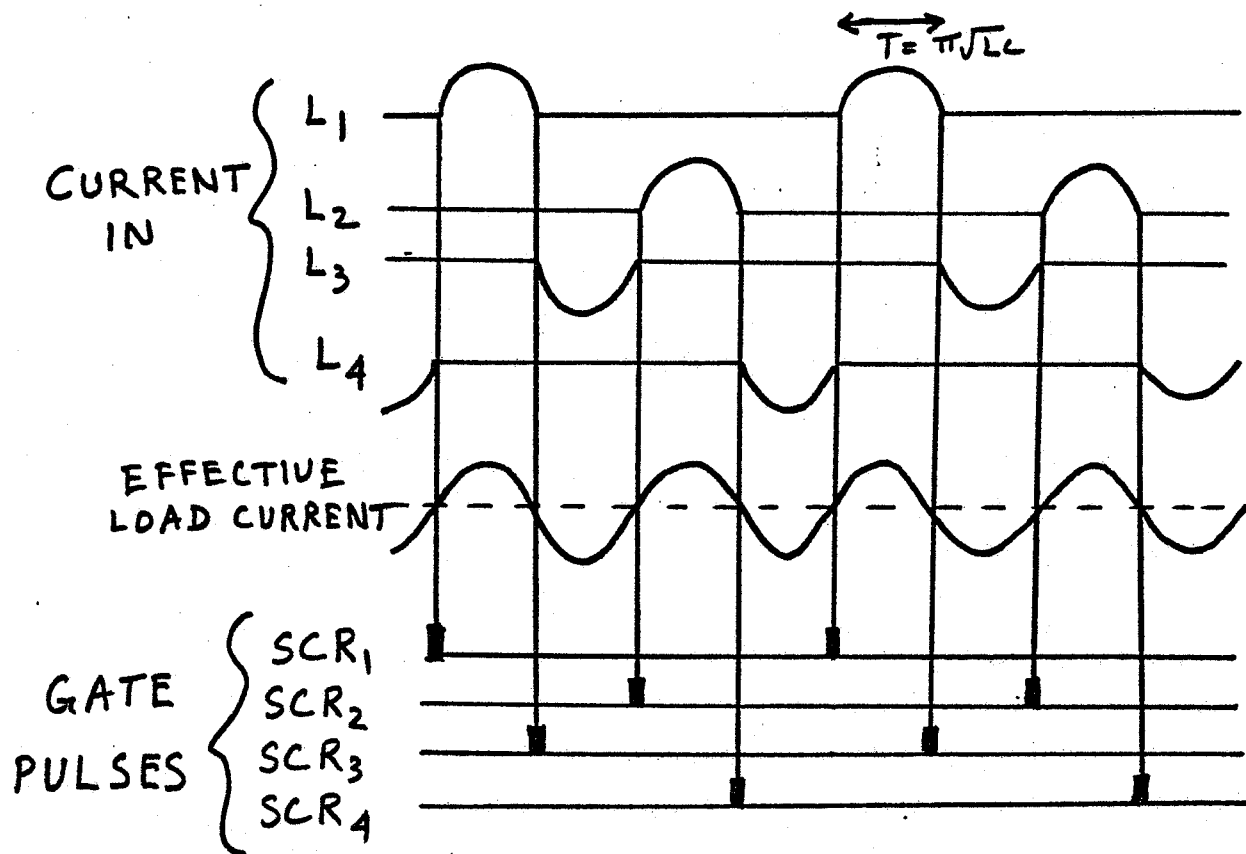 T= π√LC
L1
CURRENT
IN
L2
L3
L4
EFFECTIVE
LOAD CURRENT
GATE
PULSES
SCR1
SCR2
SCR3
SCR4